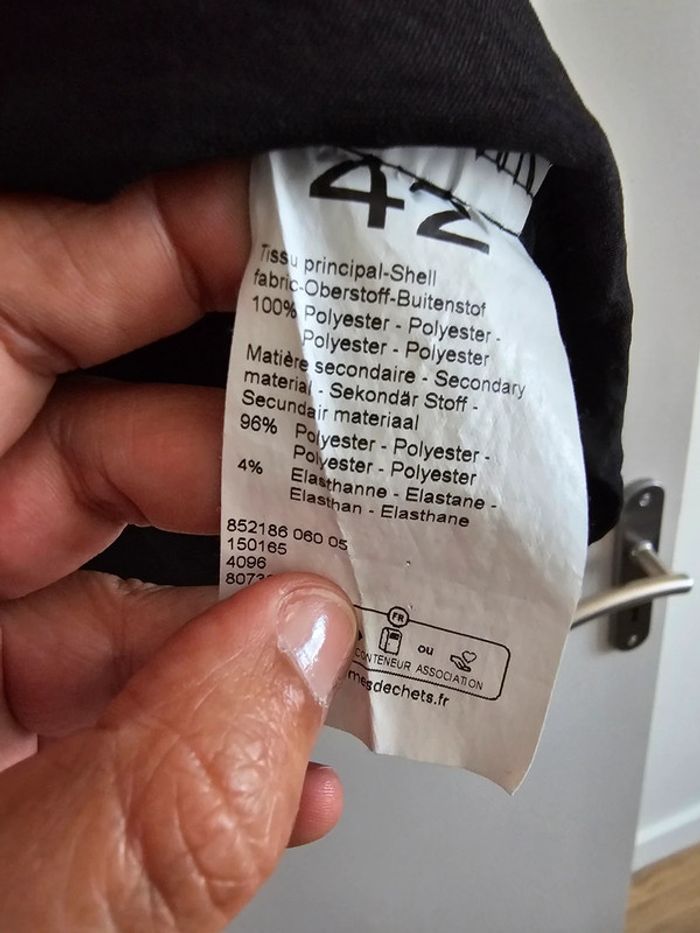 42
Tissu principal-Shell
fabric-Oberstoff-Buitenstof
100% Polyester - Polyester -
Polyester - Polyester
Matière secondaire - Secondary
material - Sekondär Stoff -
Secundair materiaal
96% Polyester - Polyester -
Polyester - Polyester
4% Elasthanne - Elastane -
Elasthan - Elasthane
852186 060 05
150165
4096
FR
ou
CONTENEUR ASSOCIATION
mesdechets.fr